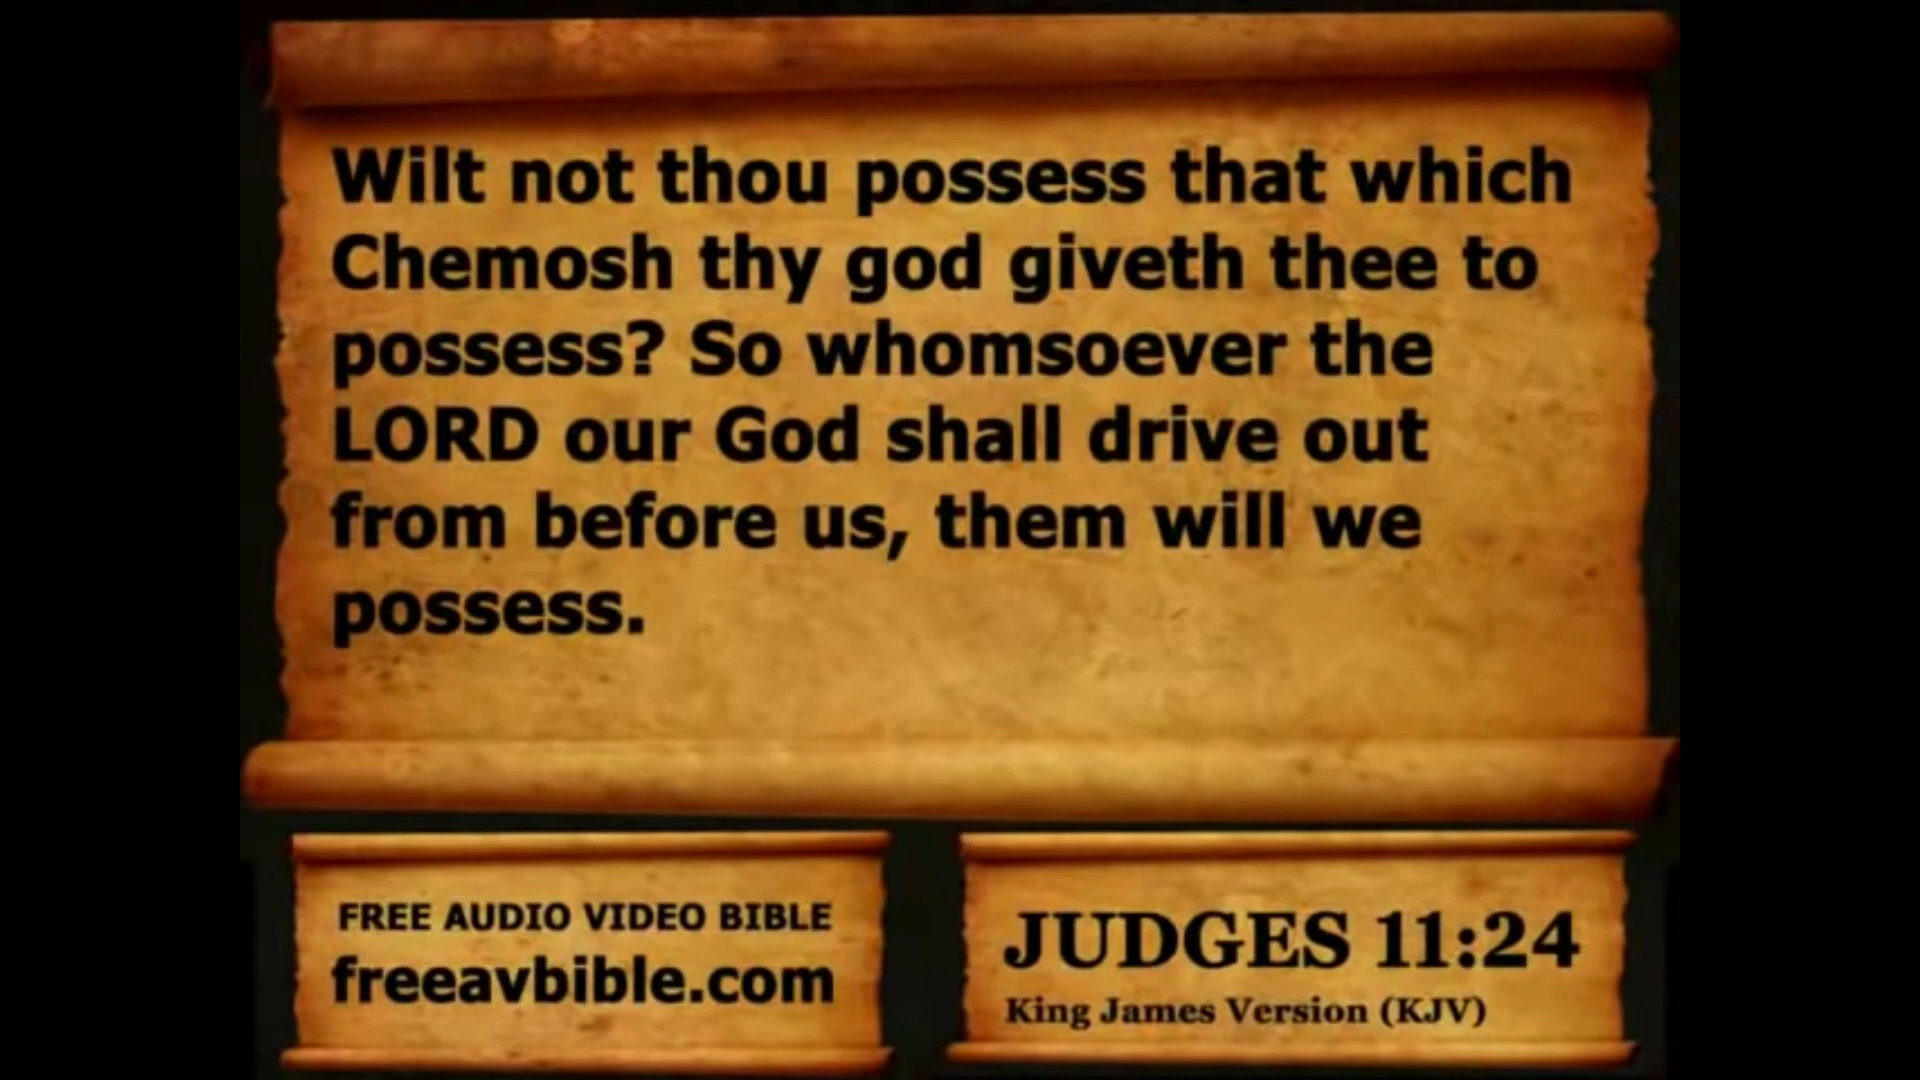 Wilt not thou possess that which
Chemosh thy god giveth thee to
possess? So whomsoever the
LORD our God shall drive out
from before us, them will we
possess.
FREE AUDIO VIDEO BIBLE
freeavbible.com
JUDGES 11:24
King James Version (KJV)